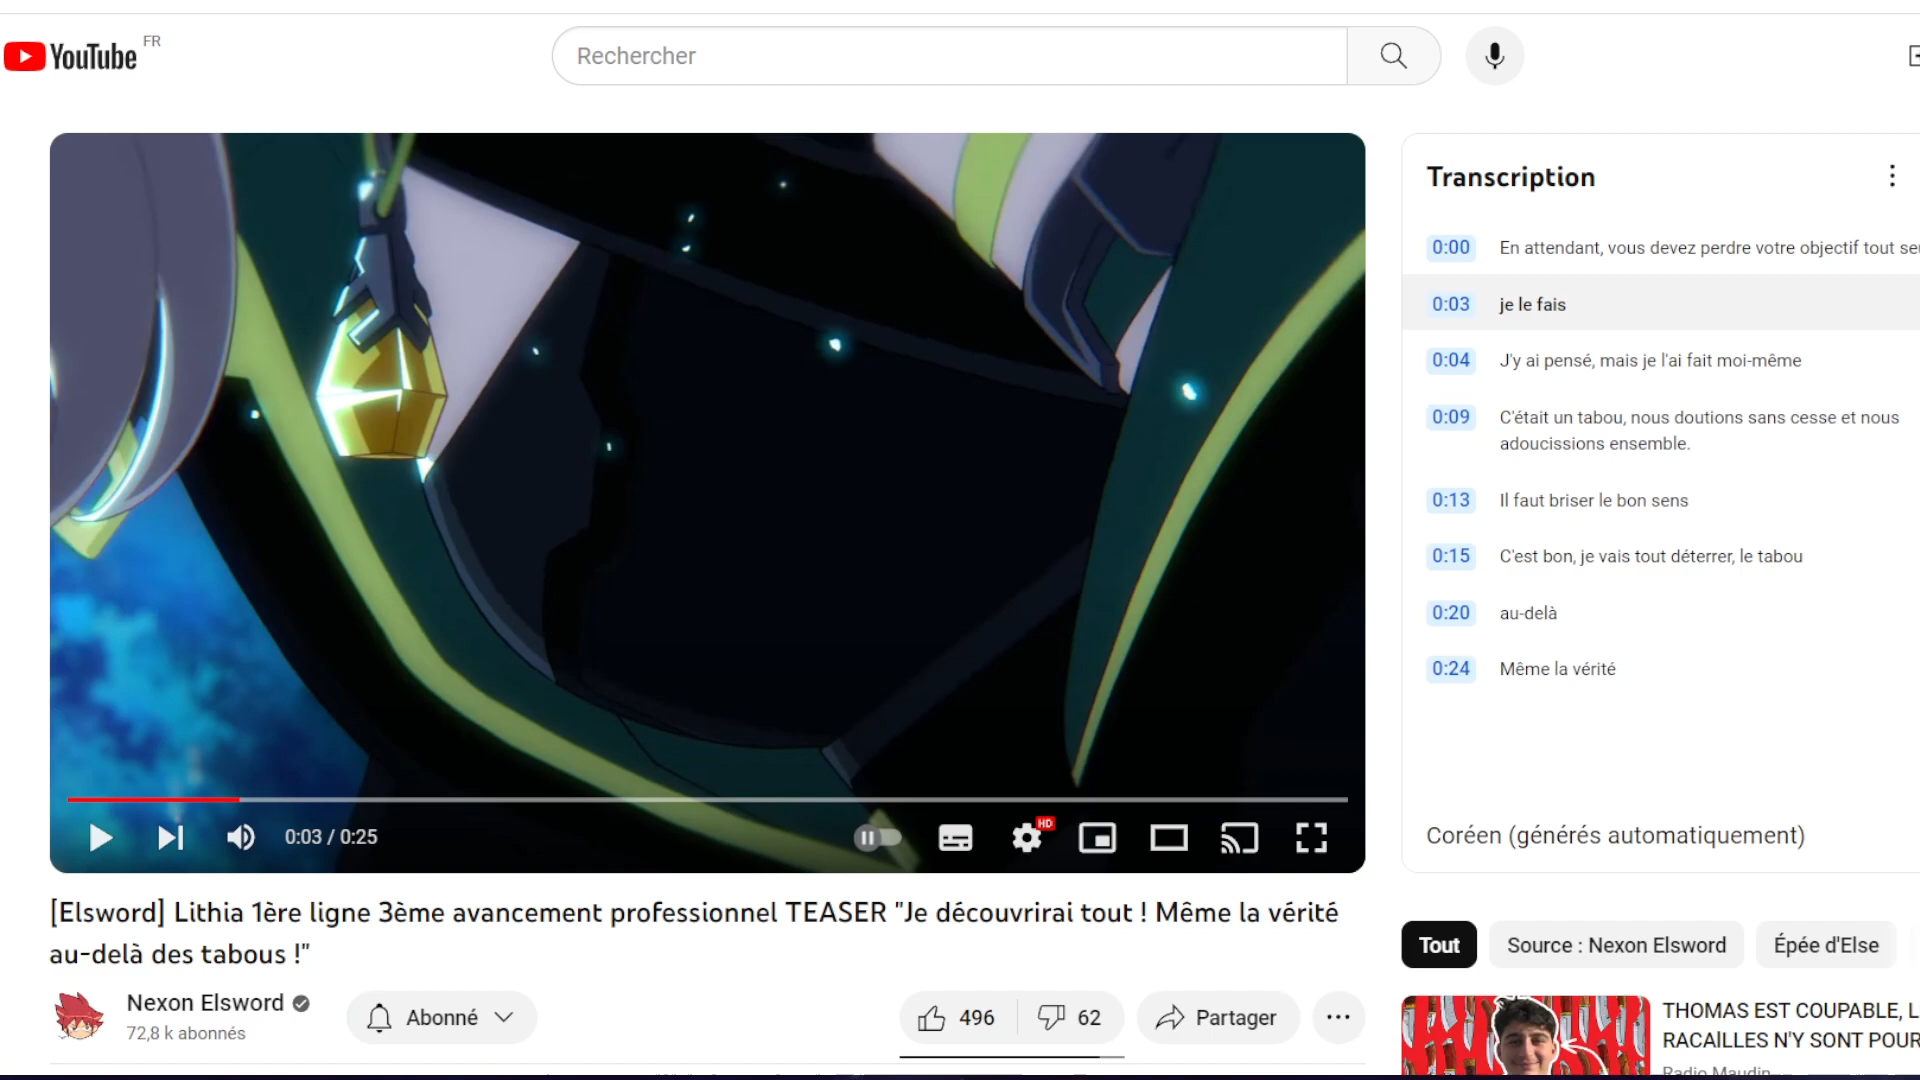 YouTube FR
Rechercher
Transcription
0:00 En attendant, vous devez perdre votre objectif tout
0:03 je le fais
0:04 J'y ai pensé, mais je l'ai fait moi-même
0:09 C'était un tabou, nous doutions sans cesse et nous
adoucissions ensemble.
0:13 Il faut briser le bon sens
0:15 C'est bon, je vais tout déterrer, le tabou
0:20 au-delà
0:24 Même la vérité
Coréen (générés automatiquement)
0:03 / 0:25
HD
[Elsword] Lithia 1ère ligne 3ème avancement professionnel TEASER "Je découvrirai tout ! Même la vérité
au-delà des tabous !"
Nexon Elsword
72,8 k abonnés
Abonné
496
62
Partager
Tout
Source : Nexon Elsword
Épée d'Else
THOMAS EST COUPABLE, L
RACAILLES N'Y SONT POUR
Radio Maudin